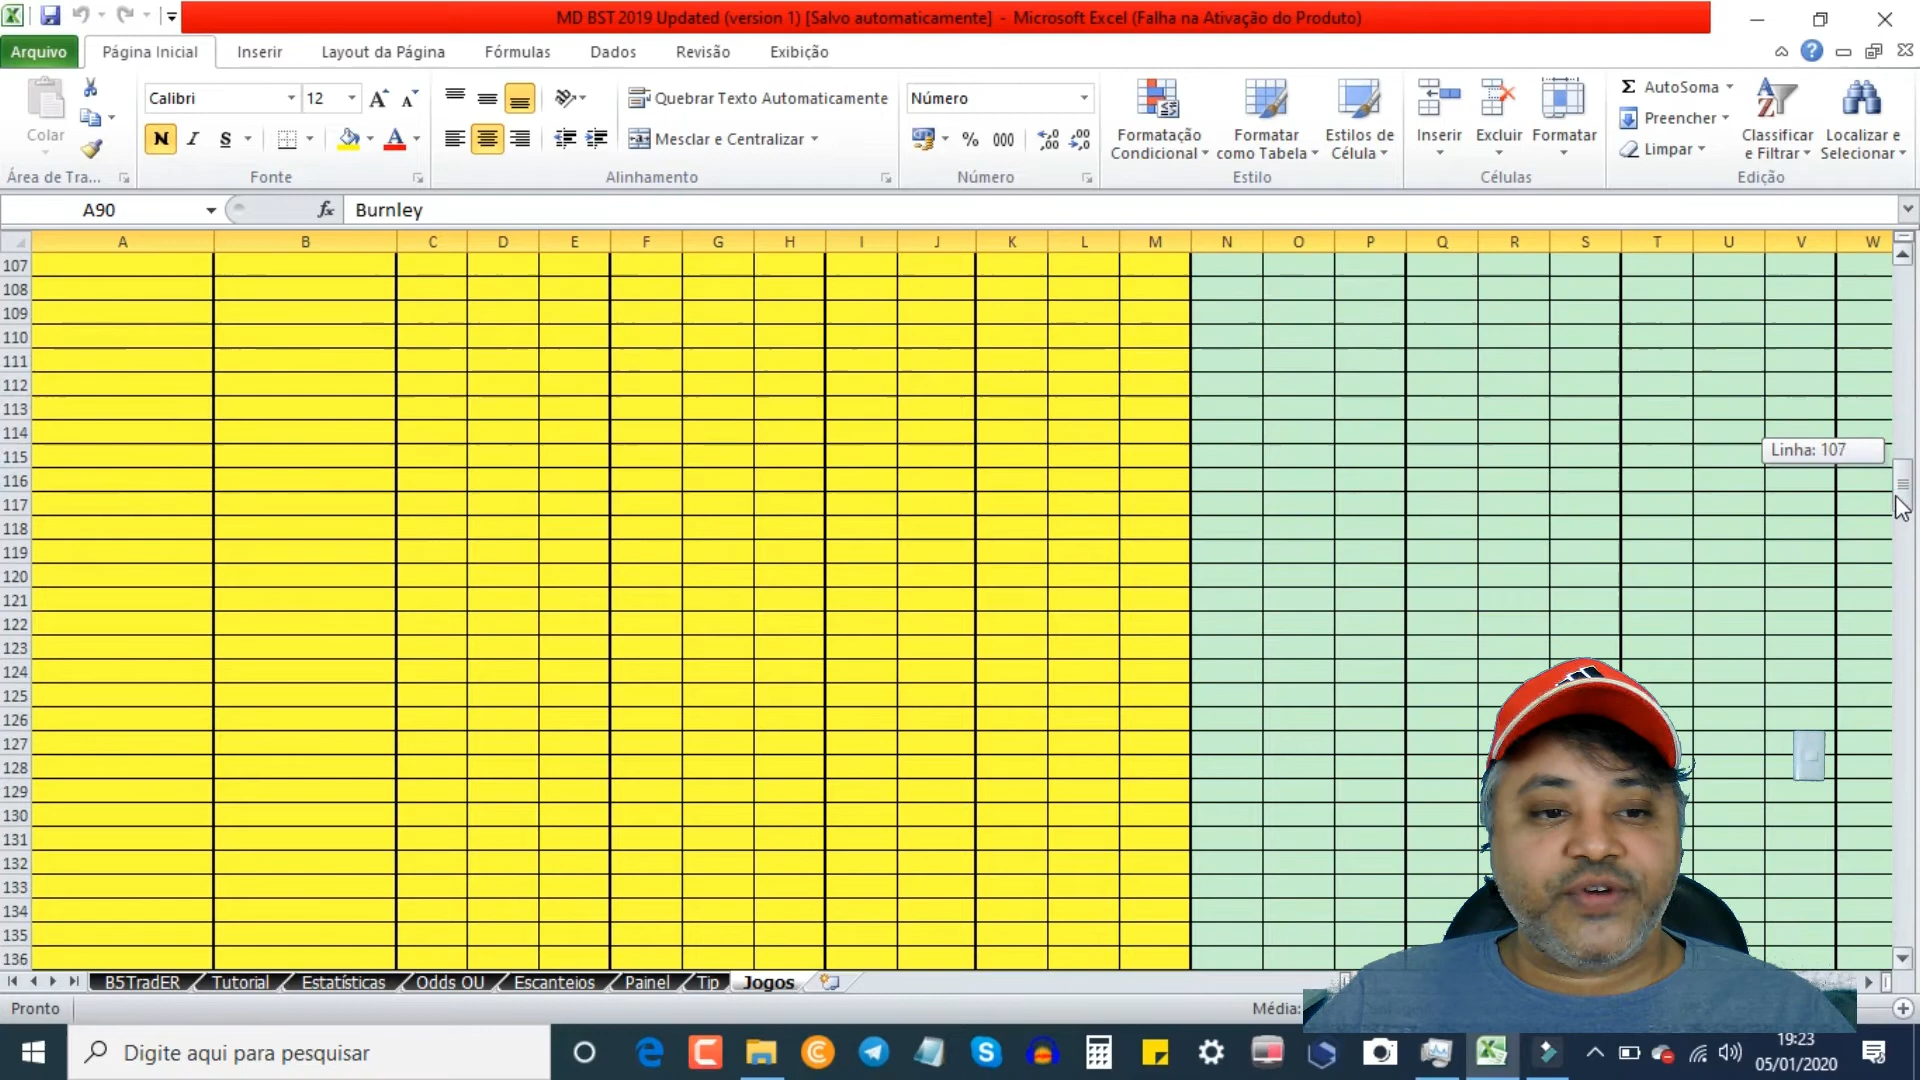 MD BST 2019 Updated (version 1) [Salvo automaticamente] - Microsoft Excel (Falha na Ativação do Produto)
Arquivo Página Inicial Inserir Layout da Página Fórmulas Dados Revisão Exibição
Calibri 12 Quebrar Texto Automaticamente Número AutoSoma
Colar Formatação Condicional Formatar como Tabela Estilos de Célula Inserir Excluir Formatar Preencher Classificar e Filtrar Localizar e Selecionar
N I S A Mesclar e Centralizar % 000 Limpar
Área de Tra... Fonte Alinhamento Número Estilo Células Edição
A90 fx Burnley
A B C D E F G H I J K L M N O P Q R S T U V W
107
108
109
110
111
112
113
114
115 Linha: 107
116
117
118
119
120
121
122
123
124
125
126
127
128
129
130
131
132
133
134
135
136
B5TradER Tutorial Estatísticas Odds OU Escanteios Painel Tip Jogos
Pronto Média:
Digite aqui para pesquisar 19:23
05/01/2020